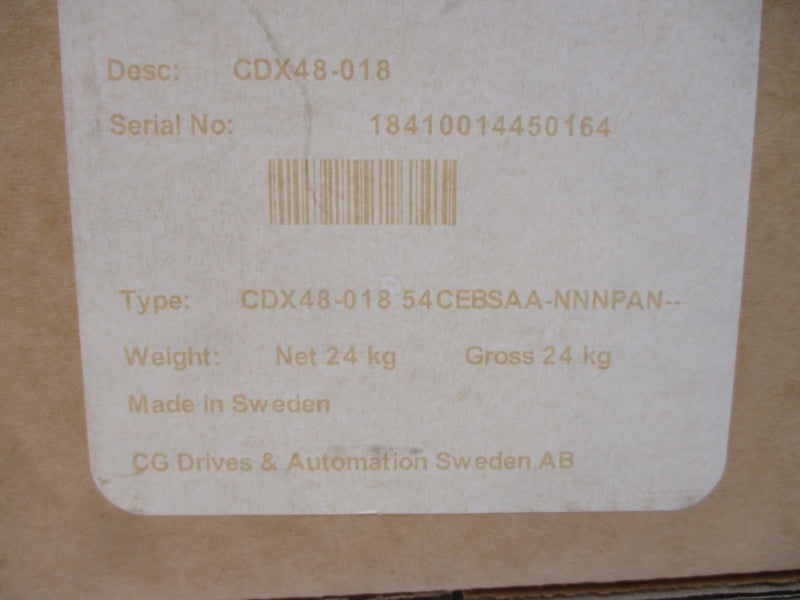 Desc: CDX48-018
Serial No: 18410014450164
Type: CDX48-018 54CEBSAA-NNNPAN--
Weight: Net 24 kg Gross 24 kg
Made in Sweden
CG Drives & Automation Sweden AB